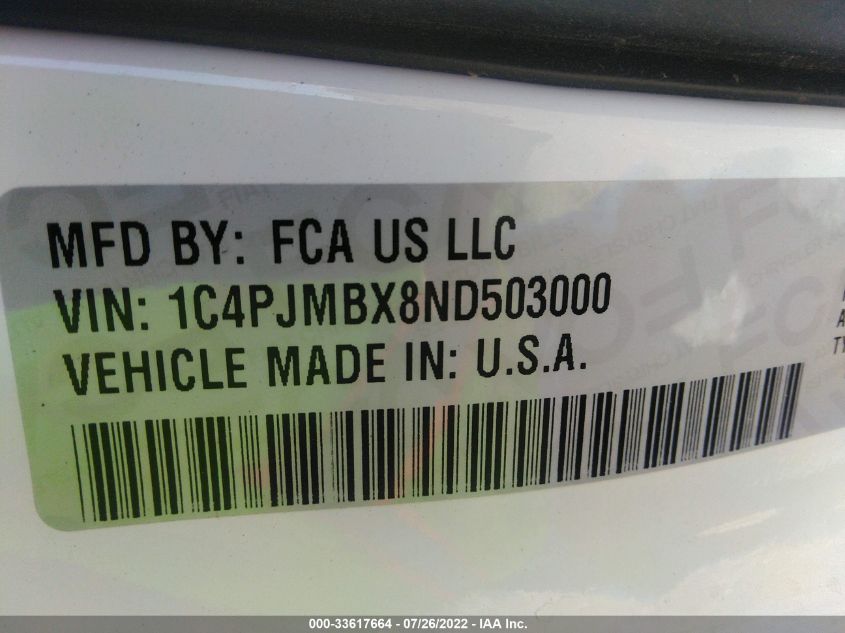 MFD BY: FCA US LLC
VIN: 1C4PJMBX8ND503000
VEHICLE MADE IN: U.S.A.
000-33617664 - 07/26/2022 - IAA Inc.